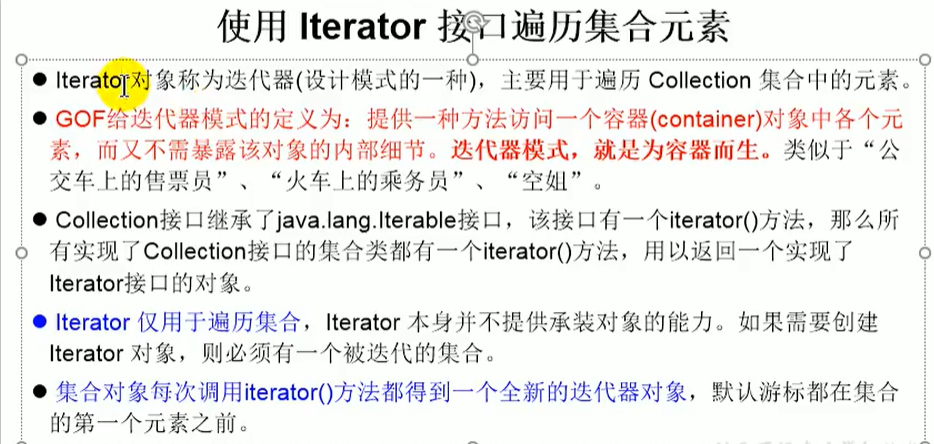 使用 Iterator 接口遍历集合元素
● Iterator对象称为迭代器(设计模式的一种)，主要用于遍历 Collection 集合中的元素。
● GOF给迭代器模式的定义为：提供一种方法访问一个容器(container)对象中各个元
素，而又不需暴露该对象的内部细节。迭代器模式，就是为容器而生。类似于“公
交车上的售票员”、“火车上的乘务员”、“空姐”。
● Collection接口继承了java.lang.Iterable接口，该接口有一个iterator()方法，那么所
有实现了Collection接口的集合类都有一个iterator()方法，用以返回一个实现了
Iterator接口的对象。
● Iterator 仅用于遍历集合，Iterator 本身并不提供承装对象的能力。如果需要创建
Iterator 对象，则必须有一个被迭代的集合。
● 集合对象每次调用iterator()方法都得到一个全新的迭代器对象，默认游标都在集合
的第一个元素之前。